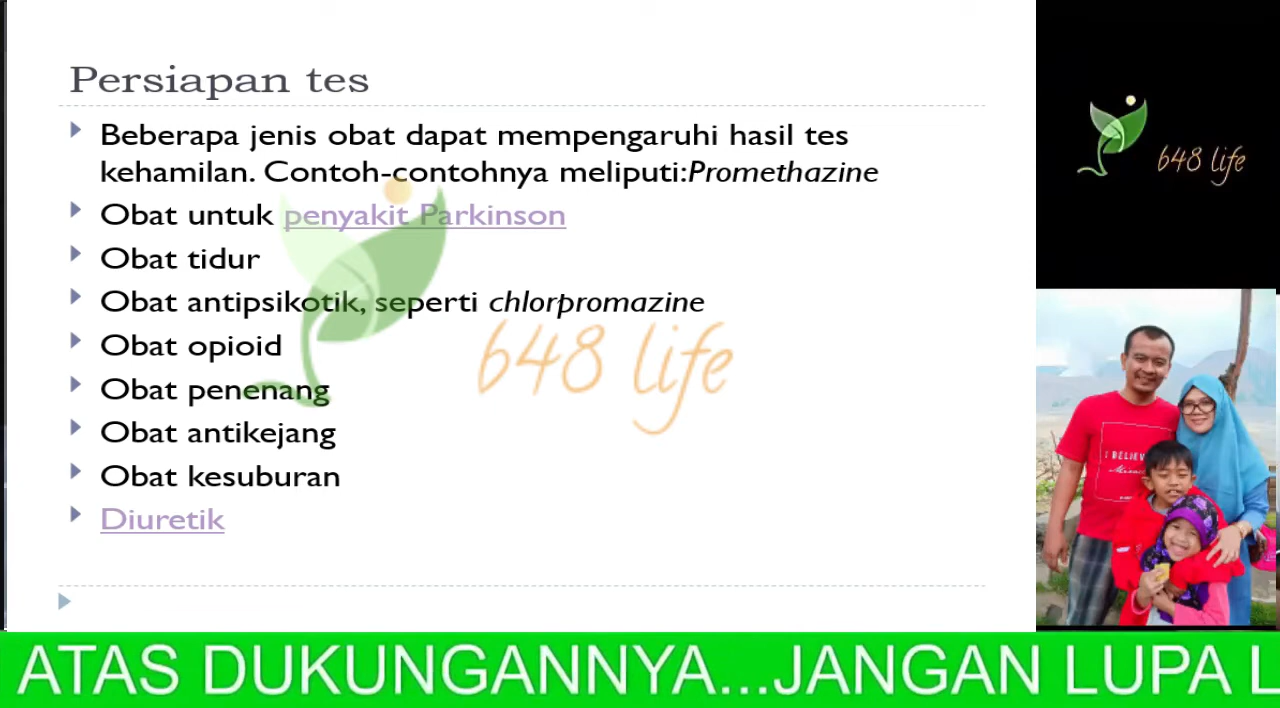 Persiapan tes
Beberapa jenis obat dapat mempengaruhi hasil tes
kehamilan. Contoh-contohnya meliputi:Promethazine
Obat untuk penyakit Parkinson
Obat tidur
Obat antipsikotik, seperti chlorpromazine
Obat opioid
Obat penenang
Obat antikejang
Obat kesuburan
Diuretik
648 life
648 life
I BELIEVE
ATAS DUKUNGANNYA...JANGAN LUPA L